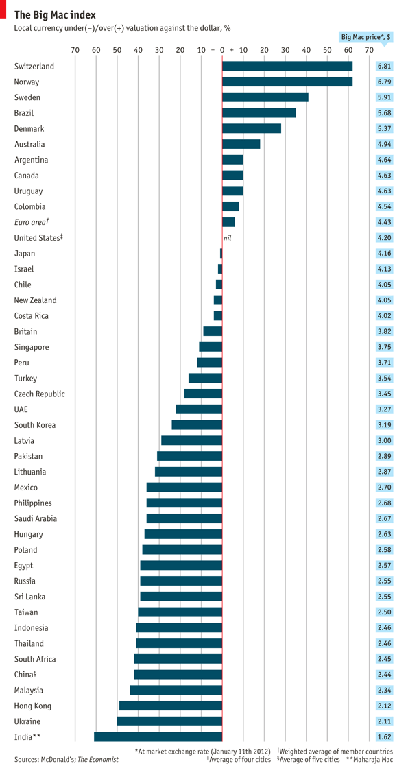 The Big Mac index
Local currency under(−)/over(+) valuation against the dollar, %
Big Mac price*, $
70 60 50 40 30 20 10 − 0 + 10 20 30 40 50 60 70
Switzerland 6.81
Norway 6.79
Sweden 5.91
Brazil 5.68
Denmark 5.37
Australia 4.94
Argentina 4.64
Canada 4.63
Uruguay 4.63
Colombia 4.54
Euro area† 4.43
United States‡ nil 4.20
Japan 4.16
Israel 4.13
Chile 4.05
New Zealand 4.05
Costa Rica 4.02
Britain 3.82
Singapore 3.75
Peru 3.71
Turkey 3.54
Czech Republic 3.45
UAE 3.27
South Korea 3.19
Latvia 3.00
Pakistan 2.89
Lithuania 2.87
Mexico 2.70
Philippines 2.68
Saudi Arabia 2.67
Hungary 2.63
Poland 2.58
Egypt 2.57
Russia 2.55
Sri Lanka 2.55
Taiwan 2.50
Indonesia 2.46
Thailand 2.46
South Africa 2.45
China§ 2.44
Malaysia 2.34
Hong Kong 2.12
Ukraine 2.11
India** 1.62
*At market exchange rate (January 11th 2012) †Weighted average of member countries
Sources: McDonald's; The Economist ‡Average of four cities §Average of five cities **Maharaja Mac